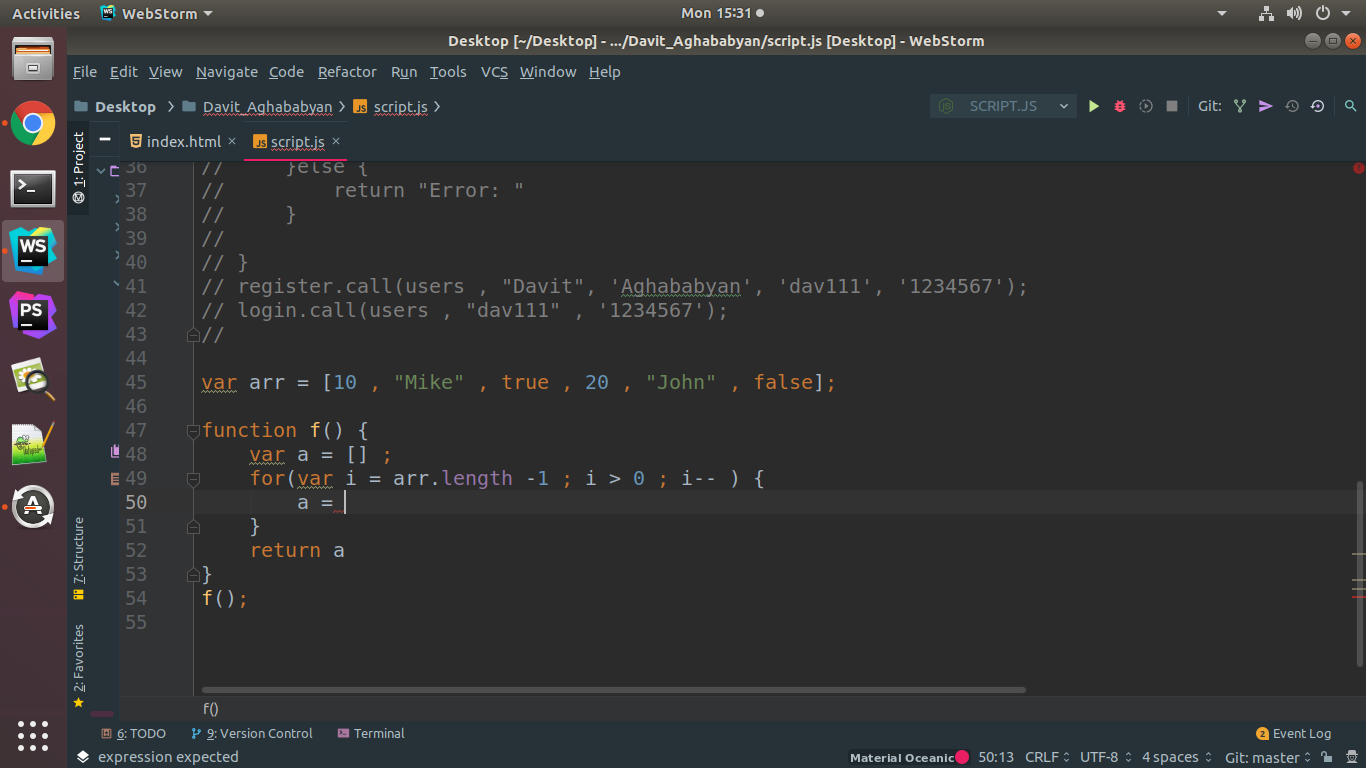 Activities WebStorm Mon 15:31
Desktop [~/Desktop] - .../Davit_Aghababyan/script.js [Desktop] - WebStorm
File Edit View Navigate Code Refactor Run Tools VCS Window Help
Desktop Davit_Aghababyan JS script.js SCRIPT.JS Git:
index.html × JS script.js ×
1: Project
7: Structure
2: Favorites
WS
PS
36 // }else {
37 // return "Error: "
38 // }
39 //
40 // }
41 // register.call(users , "Davit", 'Aghababyan', 'dav111', '1234567');
42 // login.call(users , "dav111" , '1234567');
43 //
44
45 var arr = [10 , "Mike" , true , 20 , "John" , false];
46
47 function f() {
48 var a = [] ;
49 for(var i = arr.length -1 ; i > 0 ; i-- ) {
50 a =
51 }
52 return a
53 }
54 f();
55
f()
6: TODO 9: Version Control Terminal 2 Event Log
expression expected Material Oceanic 50:13 CRLF UTF-8 4 spaces Git: master